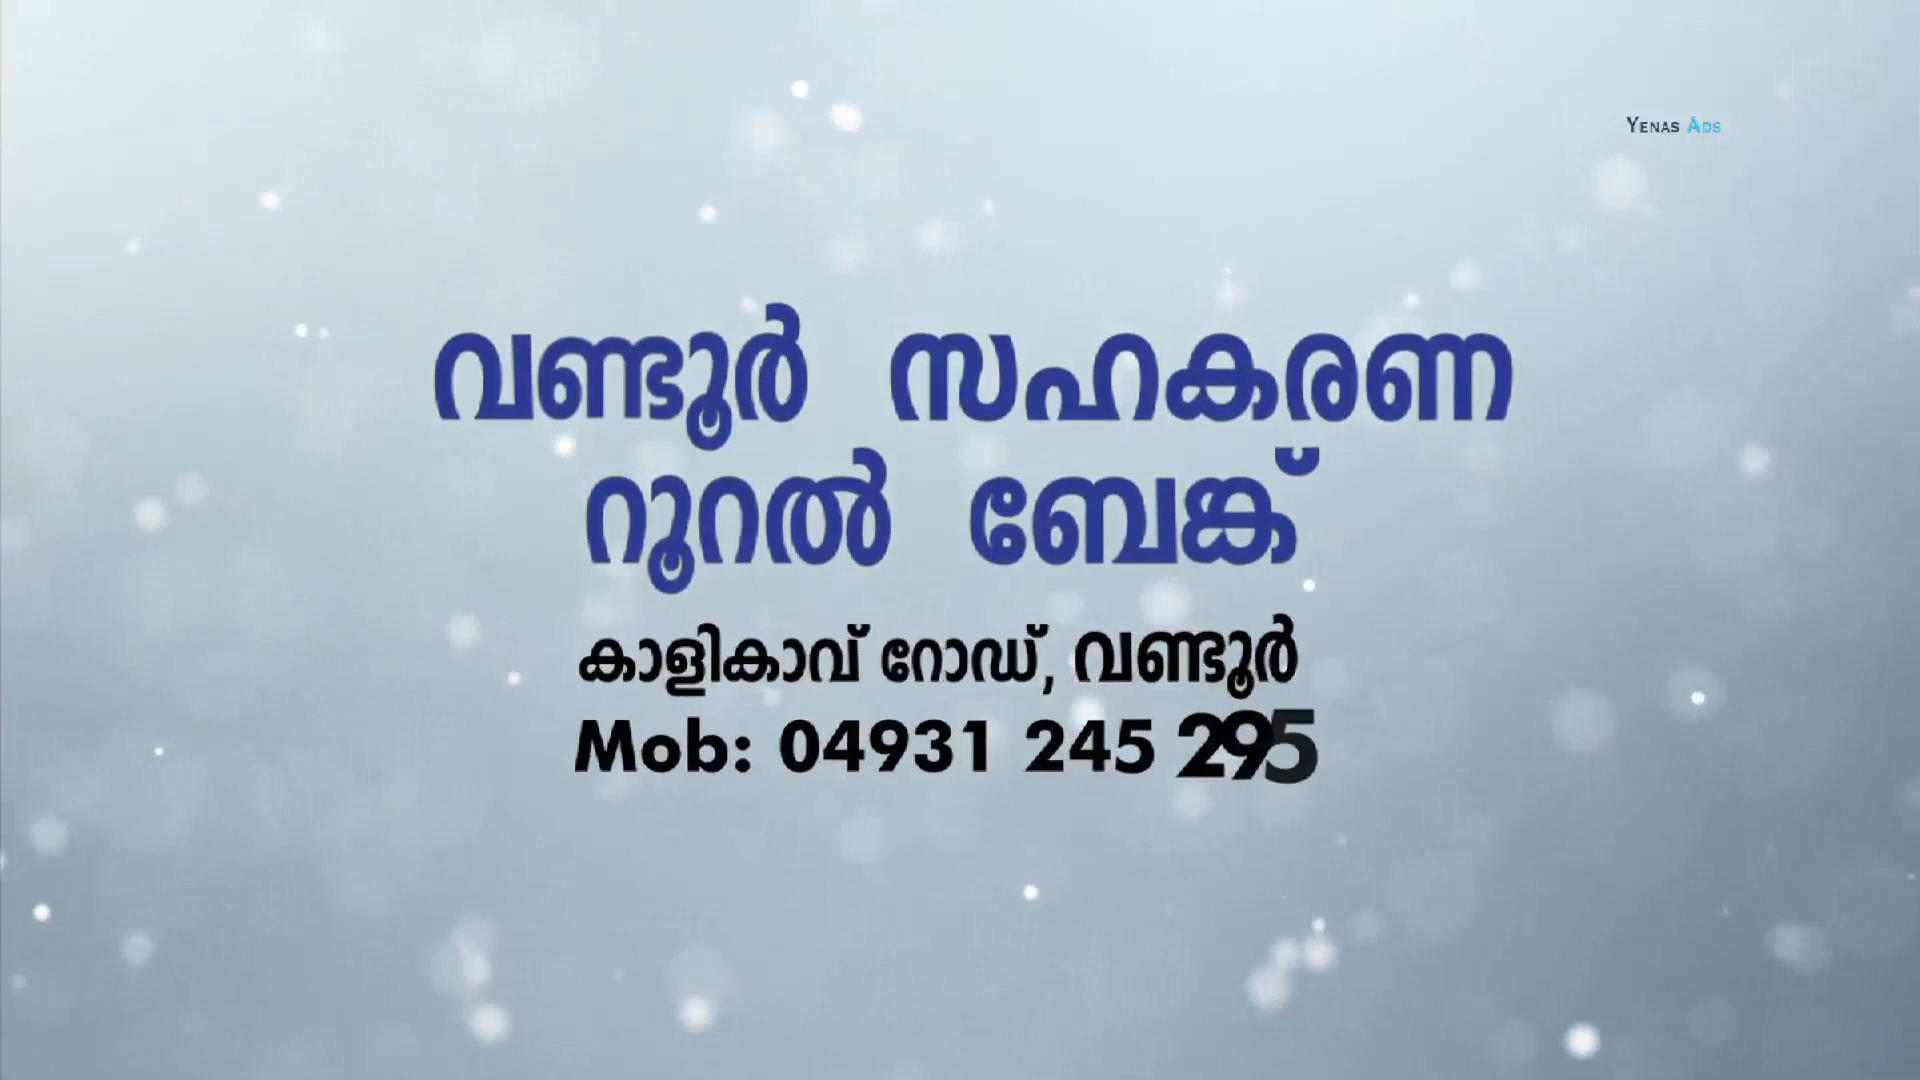 Yenas Ads
വണ്ടൂർ സഹകരണ
റൂറൽ ബേങ്ക്
കാളികാവ് റോഡ്, വണ്ടൂർ
Mob: 04931 245 295